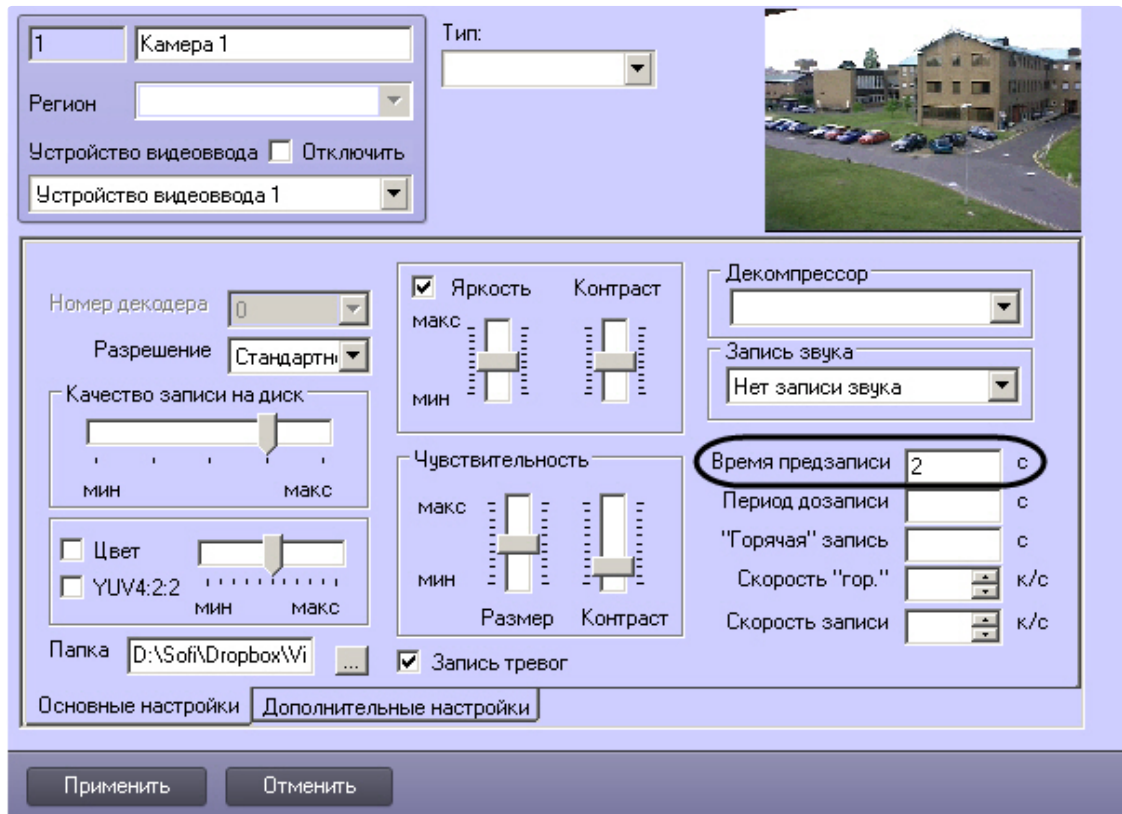 1
Камера 1
Тип:
Регион
Устройство видеоввода
Отключить
Устройство видеоввода 1
Номер декодера
0
Разрешение
Стандартн
Качество записи на диск
мин
макс
Цвет
YUV4:2:2
мин
макс
Папка
D:\Sofi\Dropbox\Vi
...
Яркость
Контраст
макс
мин
Чувствительность
макс
мин
Размер
Контраст
Запись тревог
Декомпрессор
Запись звука
Нет записи звука
Время предзаписи 2 с
Период дозаписи с
"Горячая" запись с
Скорость "гор." к/с
Скорость записи к/с
Основные настройки
Дополнительные настройки
Применить
Отменить